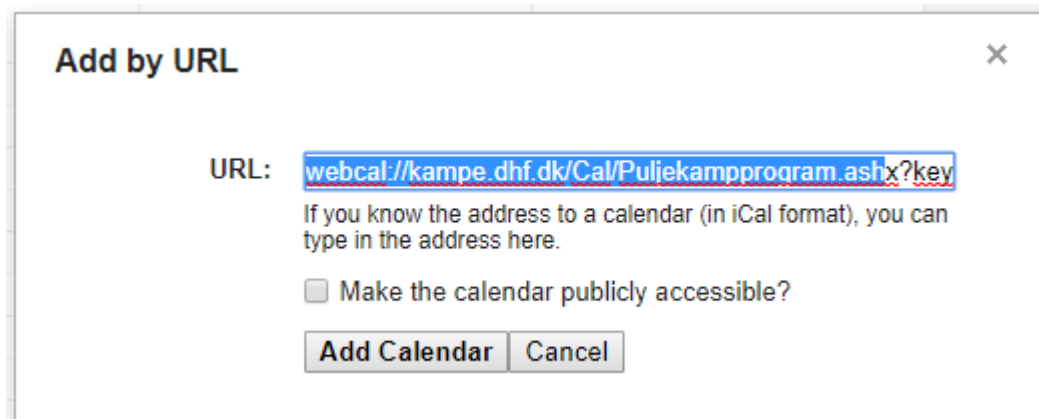 Add by URL
URL: webcal://kampe.dhf.dk/Cal/Puljekampprogram.ashx?key
If you know the address to a calendar (in iCal format), you can
type in the address here.
Make the calendar publicly accessible?
Add Calendar Cancel